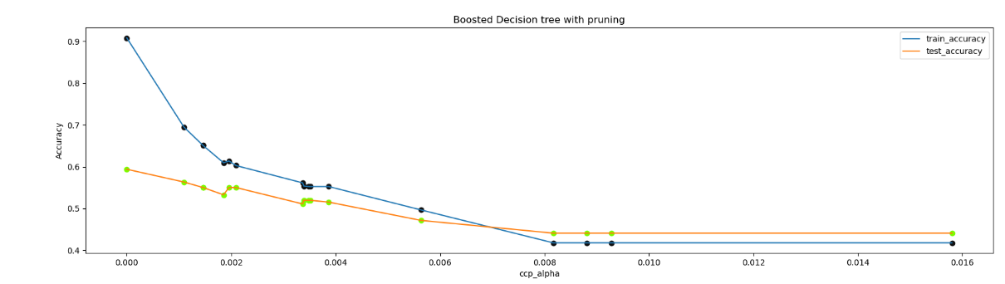 Boosted Decision tree with pruning
train_accuracy
test_accuracy
Accuracy
0.9
0.8
0.7
0.6
0.5
0.4
0.000 0.002 0.004 0.006 0.008 0.010 0.012 0.014 0.016
ccp_alpha